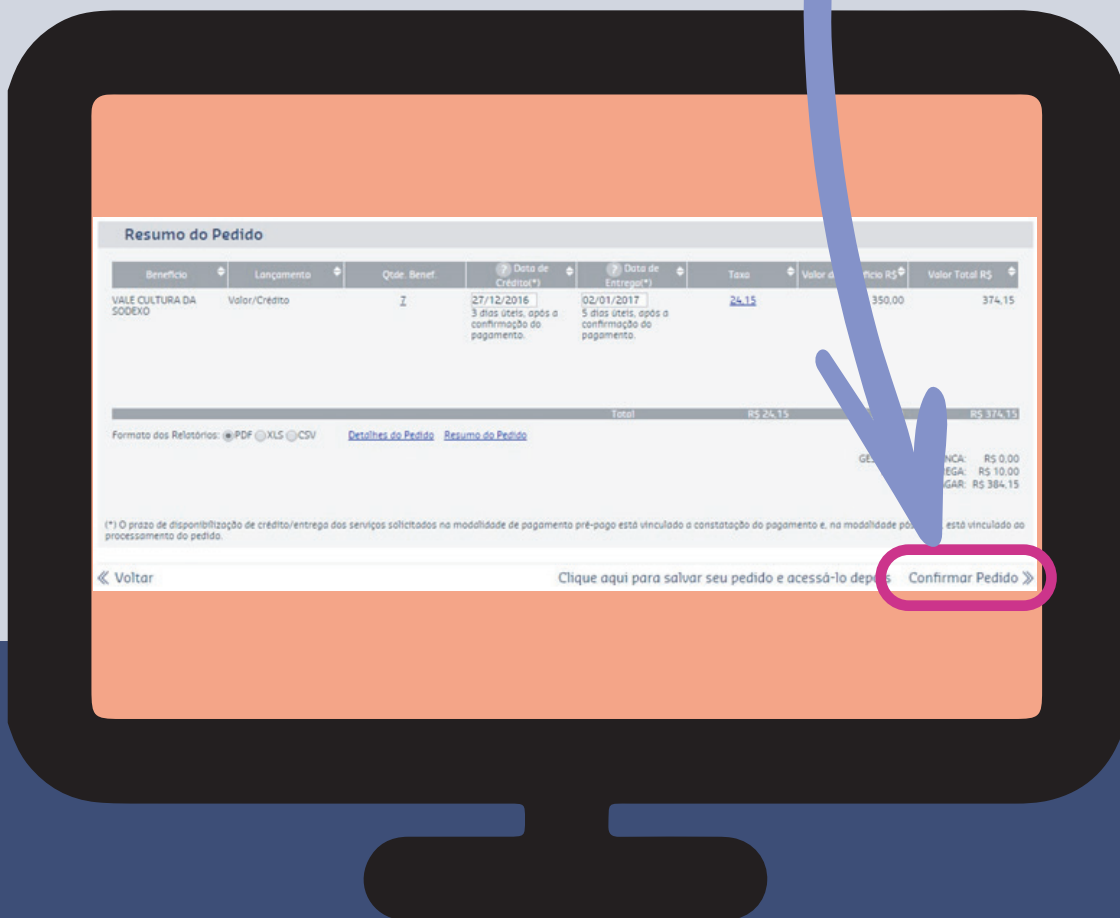 Resumo do Pedido
Benefício Lançamento Qtde. Benef. ? Data de Crédito(*) ? Data de Entrega(*) Taxa Valor R$ Valor Total R$
VALE CULTURA DA SODEXO Valor/Crédito 7 27/12/2016 02/01/2017 24,15 350,00 374,15
3 dias úteis, após a confirmação do pagamento. 5 dias úteis, após a confirmação do pagamento.
Total R$ 24,15 R$ 374,15
Formato dos Relatórios: PDF XLS CSV Detalhes do Pedido Resumo do Pedido
R$ 0,00
R$ 10,00
R$ 384,15
(*) O prazo de disponibilização de crédito/entrega dos serviços solicitados na modalidade de pagamento pré-pago está vinculado a constatação do pagamento e, na modalidade está vinculado ao
processamento do pedido.
« Voltar Clique aqui para salvar seu pedido e acessá-lo depois Confirmar Pedido »